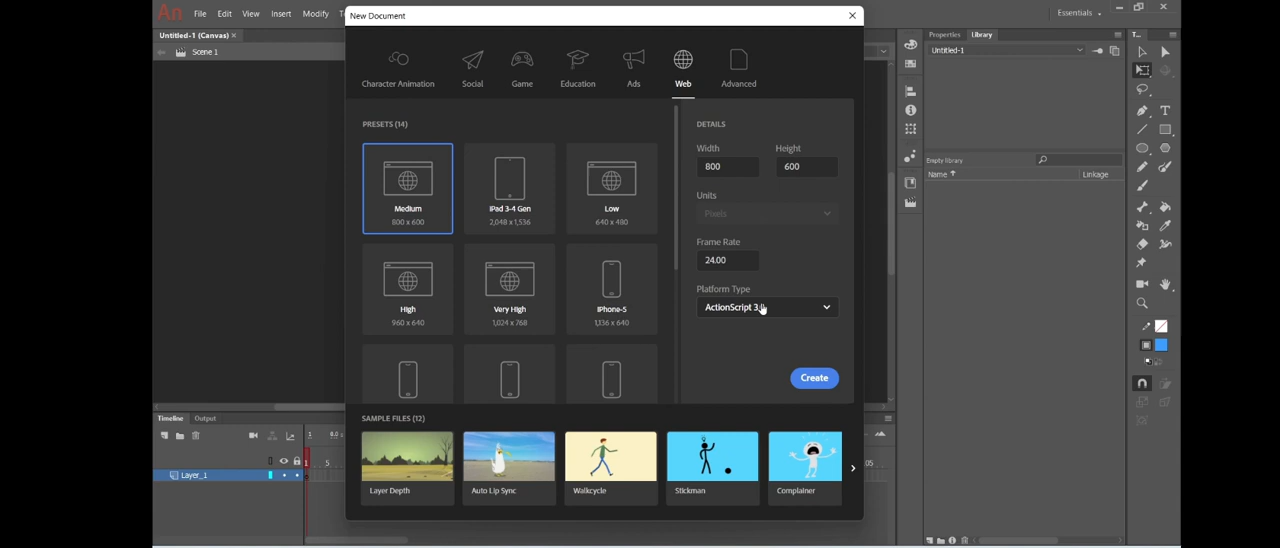 An File Edit View Insert Modify
New Document
Essentials
Untitled-1 (Canvas) ×
Scene 1
Character Animation Social Game Education Ads Web Advanced
Properties Library
Untitled-1
PRESETS (14)
Medium
800 x 600
iPad 3-4 Gen
2,048 x 1,536
Low
640 x 480
High
960 x 640
Very High
1,024 x 768
iPhone-5
1,136 x 640
DETAILS
Width Height
800 600
Units
Pixels
Frame Rate
24.00
Platform Type
ActionScript
Create
Empty library
Name Linkage
SAMPLE FILES (12)
Layer Depth
Auto Lip Sync
Walkcycle
Stickman
Complainer
Timeline Output
1
1 5
Layer_1